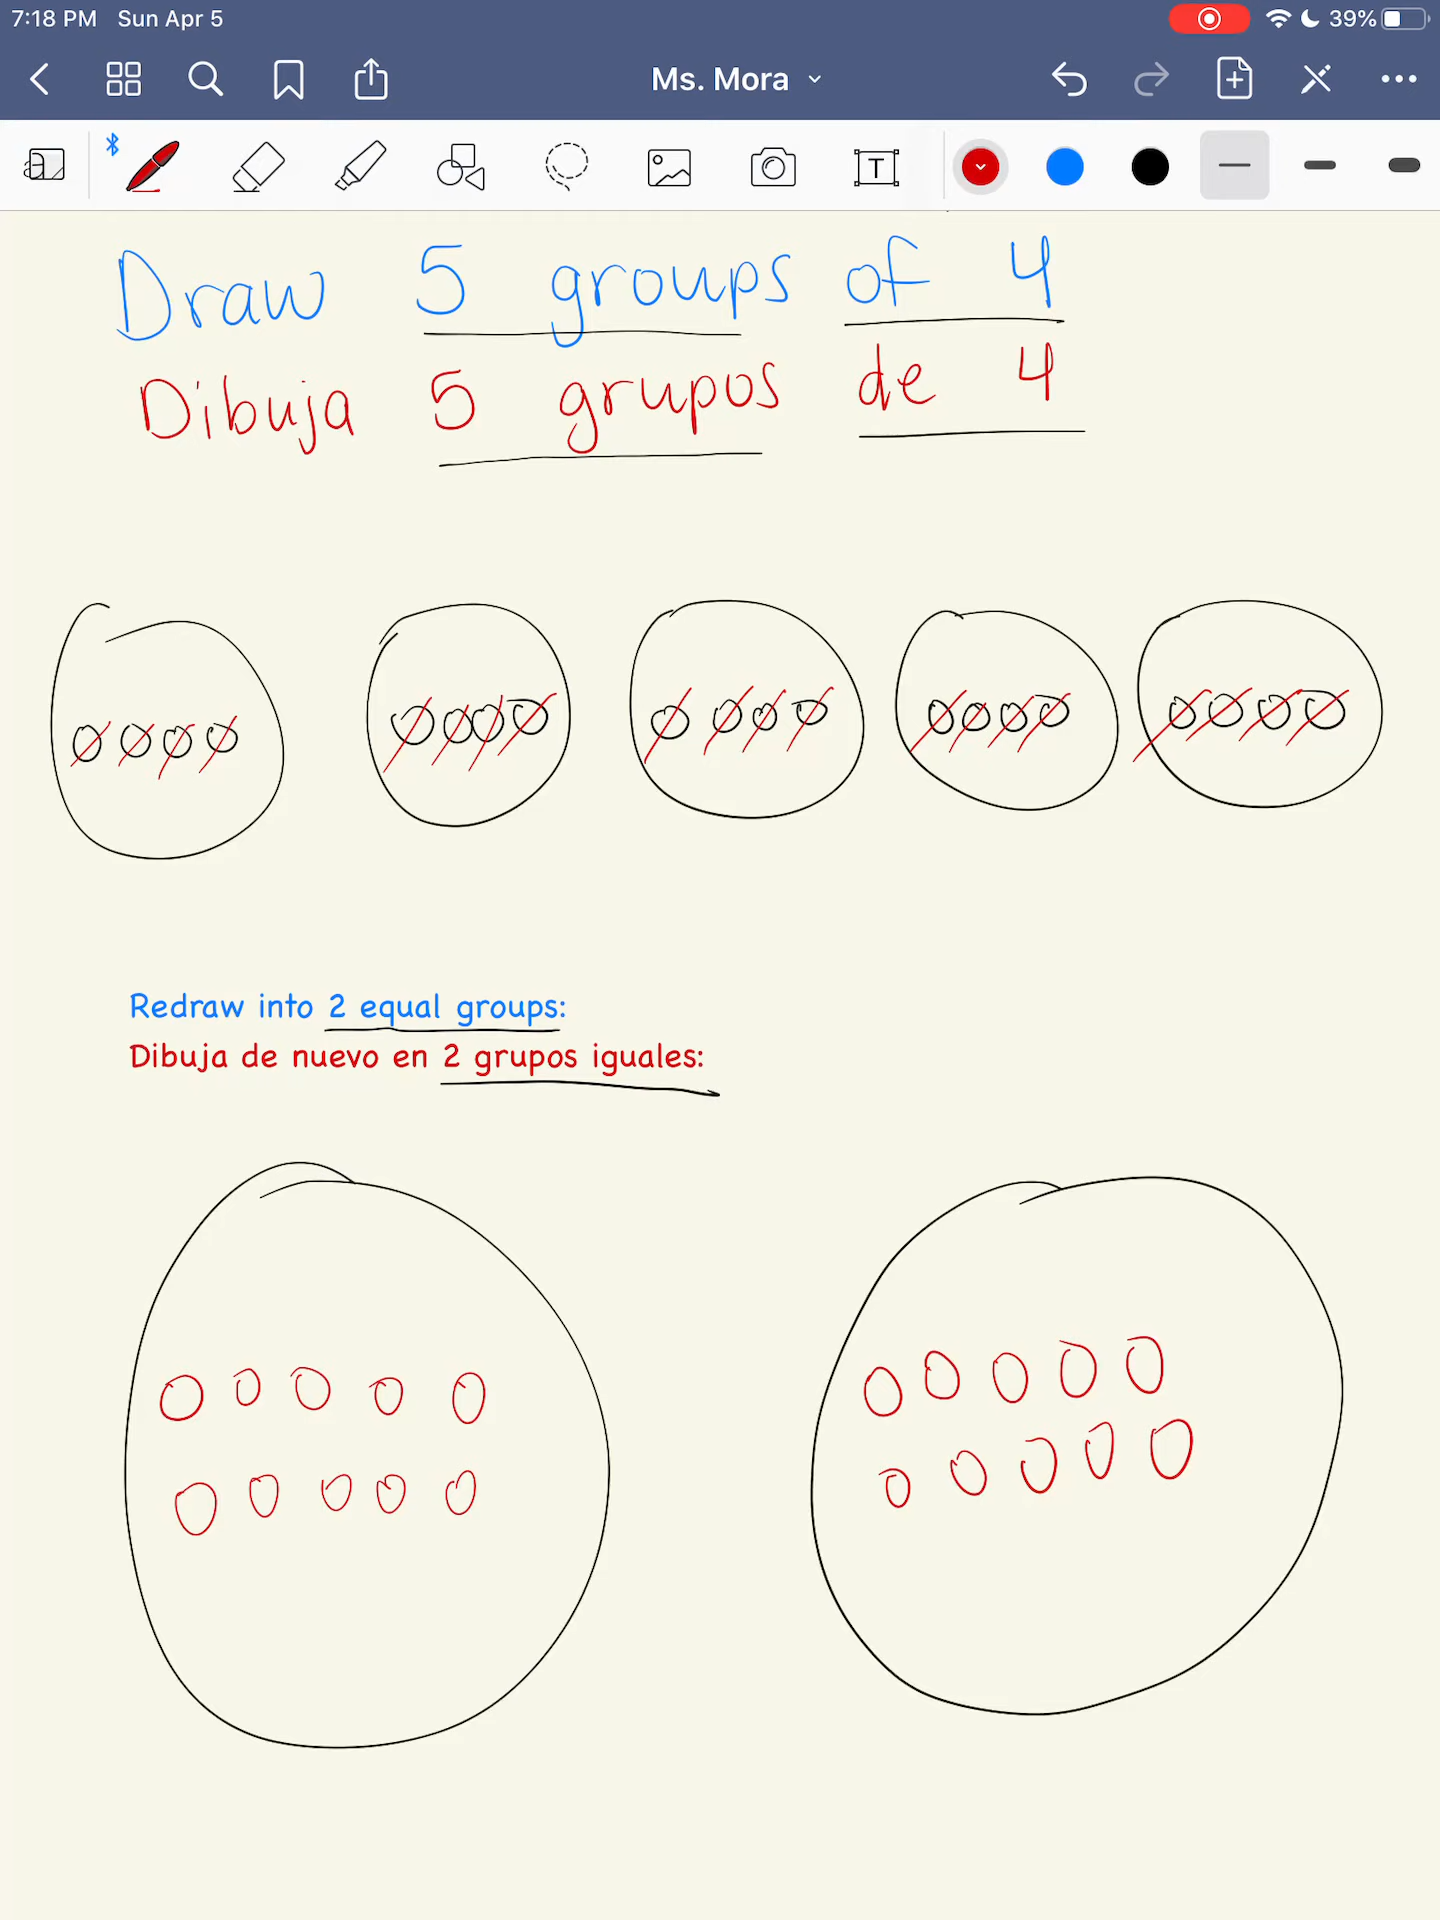 7:18 PM Sun Apr 5 39%
Ms. Mora
T
Draw 5 groups of 4
Dibuja 5 grupos de 4
Redraw into 2 equal groups:
Dibuja de nuevo en 2 grupos iguales: